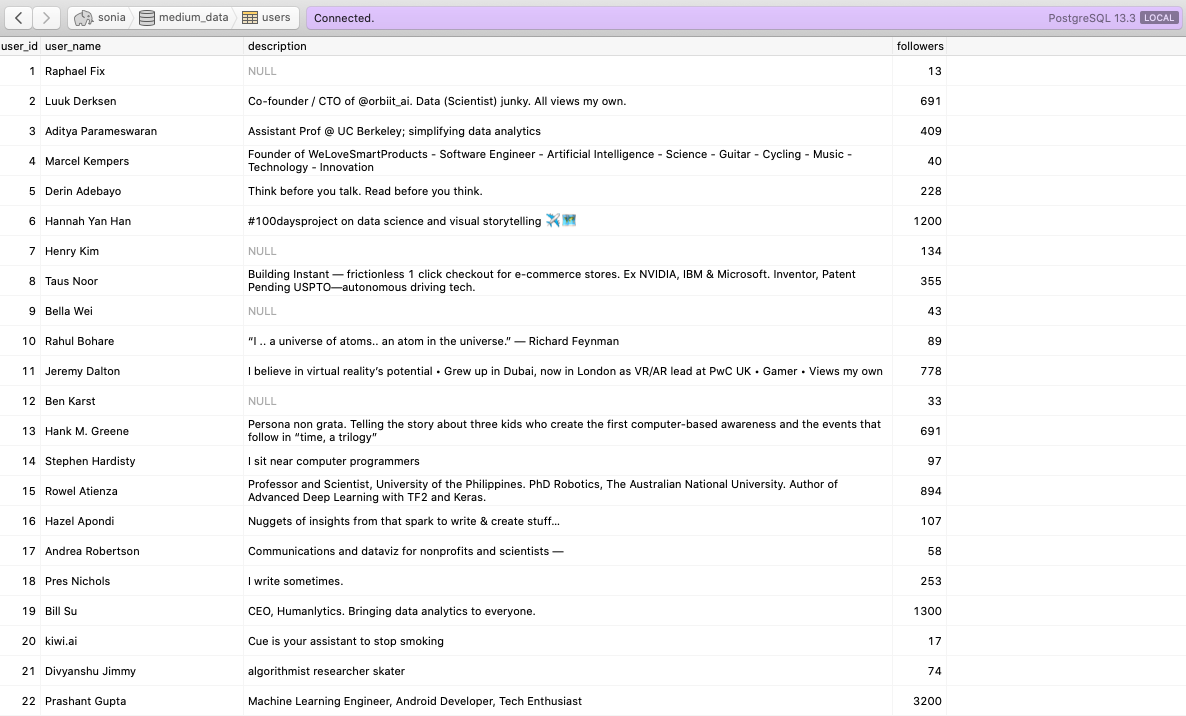 sonia medium_data users Connected. PostgreSQL 13.3 LOCAL
user_id user_name description followers
1 Raphael Fix NULL 13
2 Luuk Derksen Co-founder / CTO of @orbiit_ai. Data (Scientist) junky. All views my own. 691
3 Aditya Parameswaran Assistant Prof @ UC Berkeley; simplifying data analytics 409
4 Marcel Kempers Founder of WeLoveSmartProducts - Software Engineer - Artificial Intelligence - Science - Guitar - Cycling - Music - 40
Technology - Innovation
5 Derin Adebayo Think before you talk. Read before you think. 228
6 Hannah Yan Han #100daysproject on data science and visual storytelling ✈️🗺️ 1200
7 Henry Kim NULL 134
8 Taus Noor Building Instant — frictionless 1 click checkout for e-commerce stores. Ex NVIDIA, IBM & Microsoft. Inventor, Patent 355
Pending USPTO—autonomous driving tech.
9 Bella Wei NULL 43
10 Rahul Bohare “I .. a universe of atoms.. an atom in the universe.” — Richard Feynman 89
11 Jeremy Dalton I believe in virtual reality’s potential • Grew up in Dubai, now in London as VR/AR lead at PwC UK • Gamer • Views my own 778
12 Ben Karst NULL 33
13 Hank M. Greene Persona non grata. Telling the story about three kids who create the first computer-based awareness and the events that 691
follow in “time, a trilogy”
14 Stephen Hardisty I sit near computer programmers 97
15 Rowel Atienza Professor and Scientist, University of the Philippines. PhD Robotics, The Australian National University. Author of 894
Advanced Deep Learning with TF2 and Keras.
16 Hazel Apondi Nuggets of insights from that spark to write & create stuff… 107
17 Andrea Robertson Communications and dataviz for nonprofits and scientists — 58
18 Pres Nichols I write sometimes. 253
19 Bill Su CEO, Humanlytics. Bringing data analytics to everyone. 1300
20 kiwi.ai Cue is your assistant to stop smoking 17
21 Divyanshu Jimmy algorithmist researcher skater 74
22 Prashant Gupta Machine Learning Engineer, Android Developer, Tech Enthusiast 3200